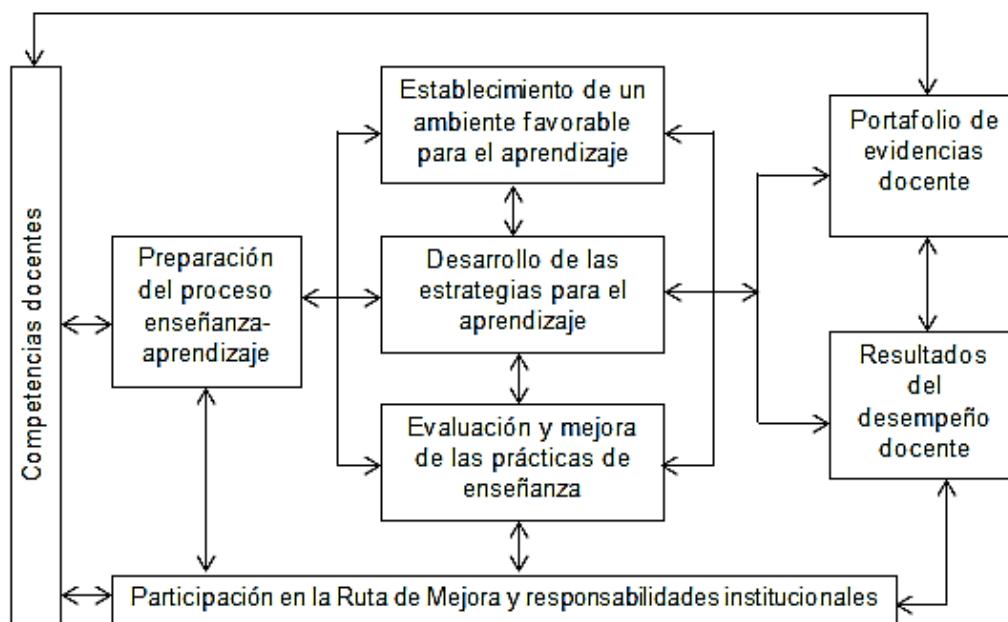 Competencias docentes
Preparación
del proceso
enseñanza-
aprendizaje
Establecimiento de un
ambiente favorable
para el aprendizaje
Desarrollo de las
estrategias para el
aprendizaje
Evaluación y mejora
de las prácticas de
enseñanza
Portafolio de
evidencias
docente
Resultados
del
desempeño
docente
Participación en la Ruta de Mejora y responsabilidades institucionales